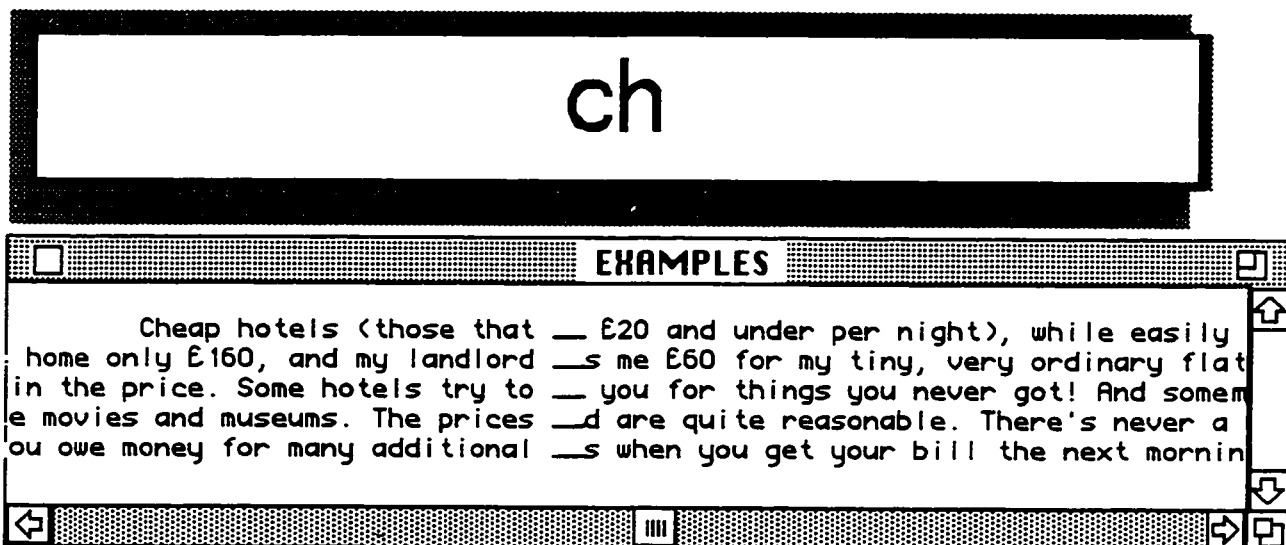 ch
EXAMPLES
Cheap hotels (those that __ £20 and under per night), while easily
home only £160, and my landlord __s me £60 for my tiny, very ordinary flat
in the price. Some hotels try to __ you for things you never got! And somem
e movies and museums. The prices __d are quite reasonable. There's never a
ou owe money for many additional __s when you get your bill the next mornin